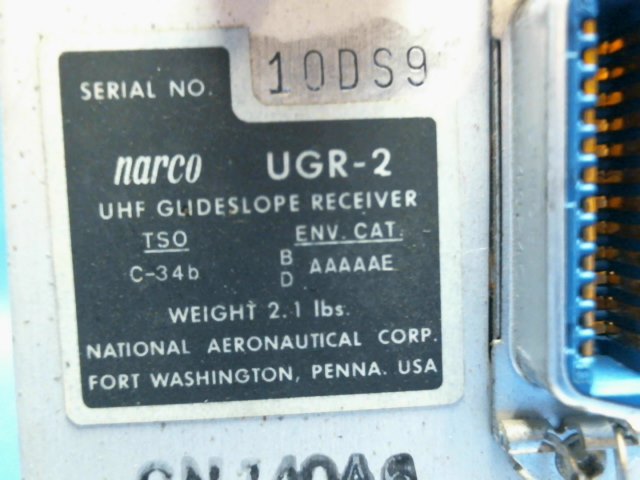 SERIAL NO. 10DS9
narco UGR-2
UHF GLIDESLOPE RECEIVER
TSO ENV. CAT.
C-34b B D AAAAAE
WEIGHT 2.1 lbs.
NATIONAL AERONAUTICAL CORP.
FORT WASHINGTON, PENNA. USA